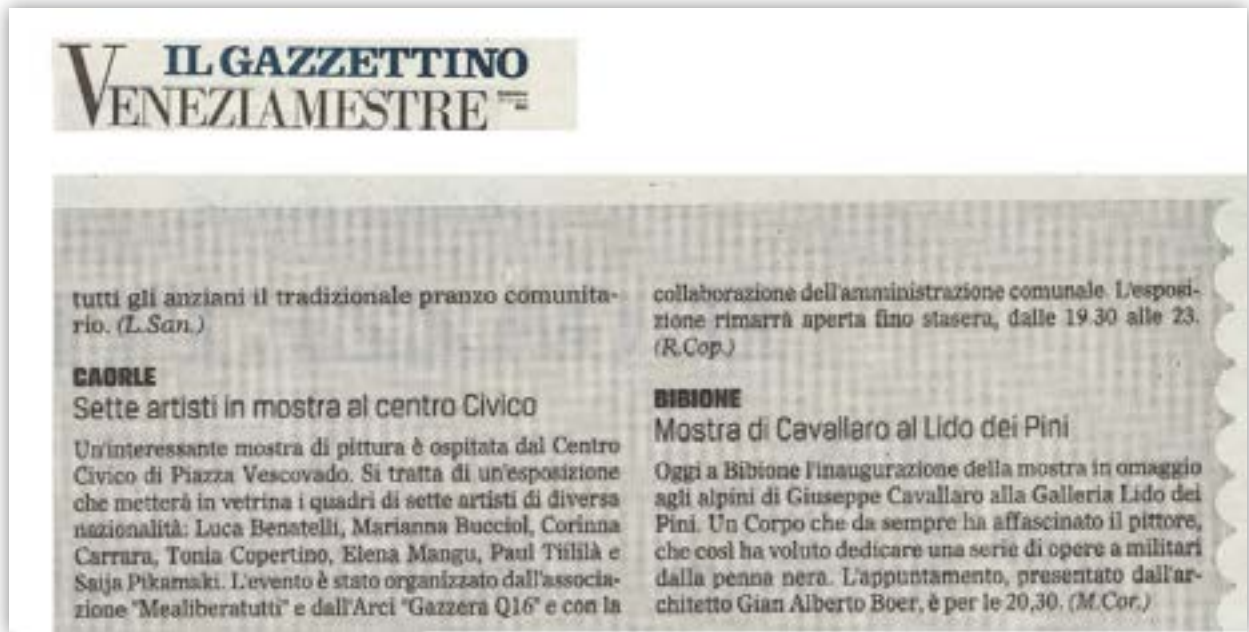 IL GAZZETTINO
VENEZIAMESTRE
tutti gli anziani il tradizionale pranzo comunita-
rio. (L.San.)
CAORLE
Sette artisti in mostra al centro Civico
Un'interessante mostra di pittura è ospitata dal Centro
Civico di Piazza Vescovado. Si tratta di un'esposizione
che metterà in vetrina i quadri di sette artisti di diversa
nazionalità: Luca Benatelli, Marianna Bucciol, Corinna
Carrara, Tonia Copertino, Elena Mangu, Paul Tiililà e
Saija Pikamaki. L'evento è stato organizzato dall'associa-
zione "Mealiberatutti" e dall'Arci "Gazzera Q16" e con la
collaborazione dell'amministrazione comunale. L'esposi-
zione rimarrà aperta fino stasera, dalle 19.30 alle 23.
(R.Cop.)
BIBIONE
Mostra di Cavallaro al Lido dei Pini
Oggi a Bibione l'inaugurazione della mostra in omaggio
agli alpini di Giuseppe Cavallaro alla Galleria Lido dei
Pini. Un Corpo che da sempre ha affascinato il pittore,
che così ha voluto dedicare una serie di opere a militari
dalla penna nera. L'appuntamento, presentato dall'ar-
chitetto Gian Alberto Boer, è per le 20,30. (M.Cor.)